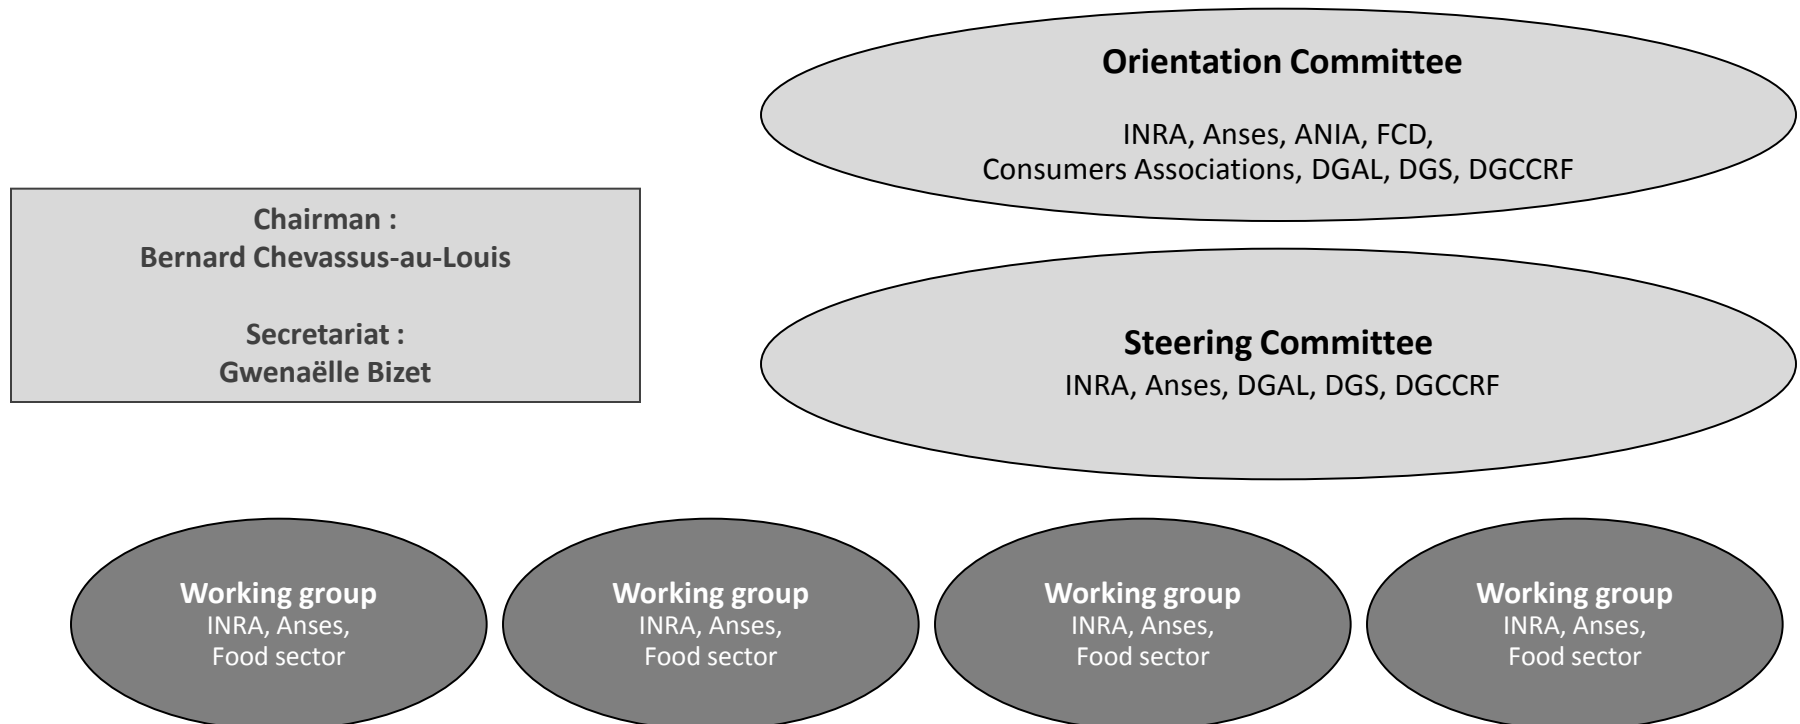 Orientation Committee
INRA, Anses, ANIA, FCD,
Consumers Associations, DGAL, DGS, DGCCRF
Chairman :
Bernard Chevassus-au-Louis
Secretariat :
Gwenaëlle Bizet
Steering Committee
INRA, Anses, DGAL, DGS, DGCCRF
Working group
INRA, Anses,
Food sector
Working group
INRA, Anses,
Food sector
Working group
INRA, Anses,
Food sector
Working group
INRA, Anses,
Food sector